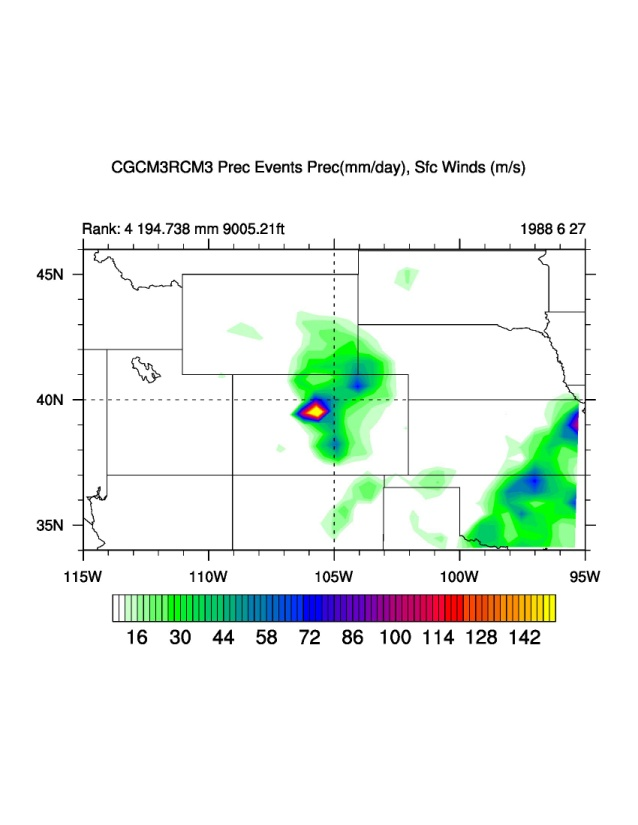 CGCM3RCM3 Prec Events Prec(mm/day), Sfc Winds (m/s)
Rank: 4 194.738 mm 9005.21ft 1988 6 27
45N
40N
35N
115W 110W 105W 100W 95W
16 30 44 58 72 86 100 114 128 142